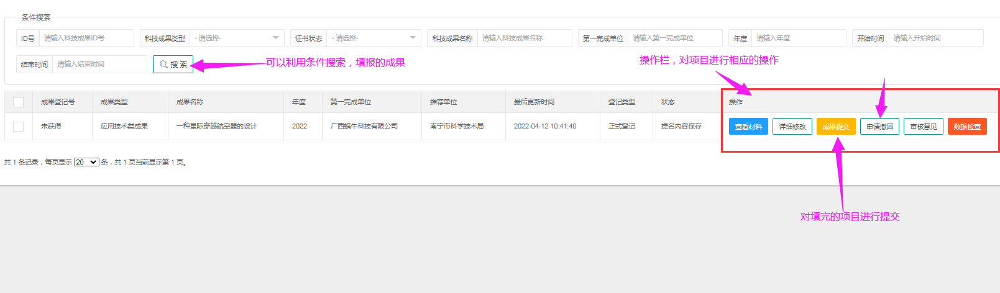 条件搜索
ID号 请输入科技成果ID号 科技成果类型 - 请选择- 证书状态 - 请选择- 科技成果名称 请输入科技成果名称 第一完成单位 请输入第一完成单位 年度 请输入年度 开始时间 请输入开始时间
结束时间 请输入结束时间 搜 索 可以利用条件搜索，填报的成果 操作栏，对项目进行相应的操作
成果登记号 成果类型 成果名称 年度 第一完成单位 推荐单位 最后更新时间 登记类型 状态 操作
未获得 应用技术类成果 一种星际穿越航空器的设计 2022 广西蜗牛科技有限公司 南宁市科学技术局 2022-04-12 10:41:40 正式登记 提名内容保存 查看材料 详细修改 成果提交 申请撤回 审核意见 数据检查
共 1 条记录，每页显示 20 条，共 1 页当前显示第 1 页。
对填完的项目进行提交